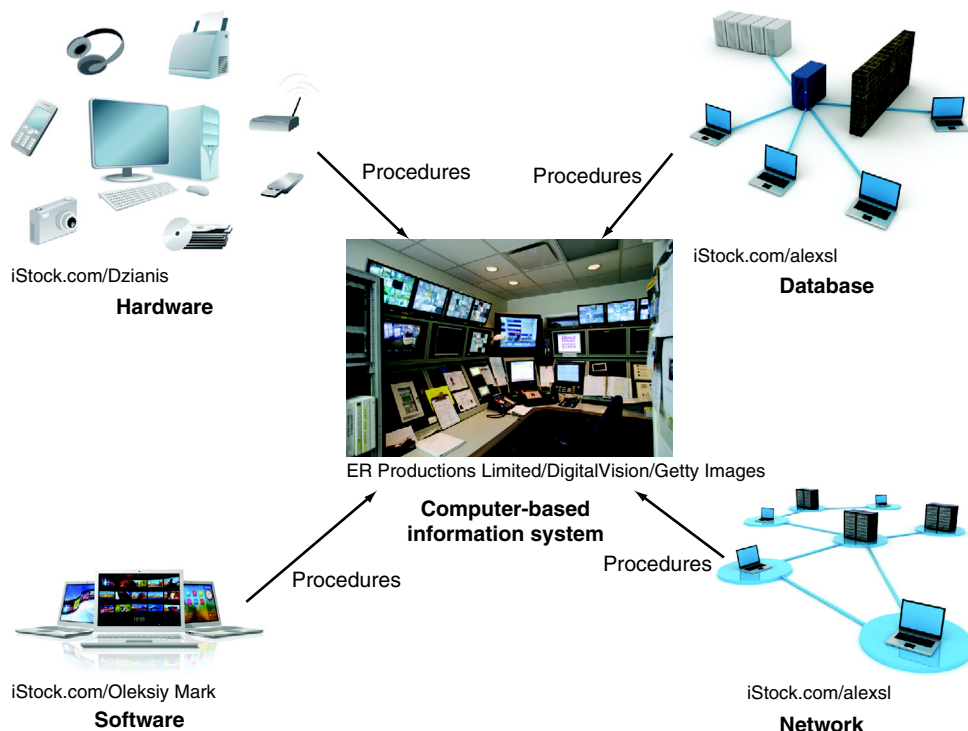 Procedures
Procedures
iStock.com/Dzianis
Hardware
iStock.com/alexsl
Database
ER Productions Limited/DigitalVision/Getty Images
Computer-based
information system
Procedures
Procedures
iStock.com/Oleksiy Mark
Software
iStock.com/alexsl
Network